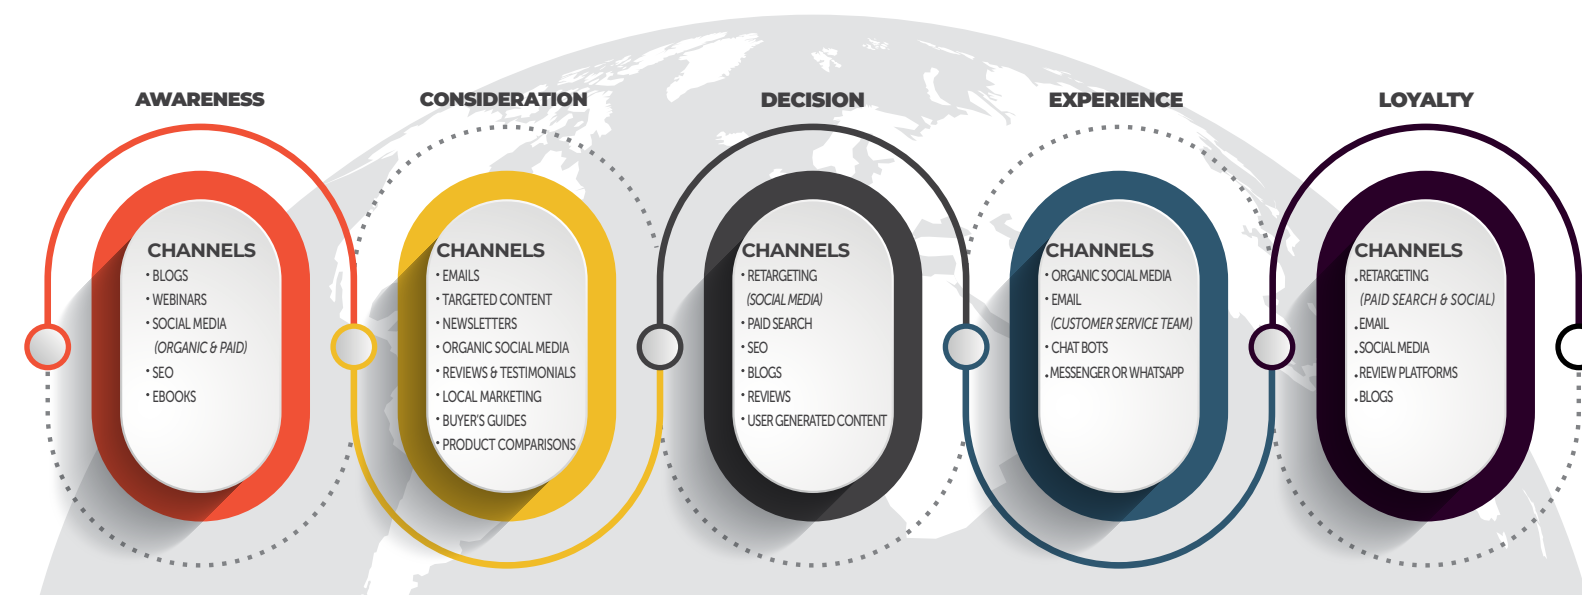 AWARENESS
CHANNELS
• BLOGS
• WEBINARS
• SOCIAL MEDIA
(ORGANIC & PAID)
• SEO
• EBOOKS
CONSIDERATION
CHANNELS
• EMAILS
• TARGETED CONTENT
• NEWSLETTERS
• ORGANIC SOCIAL MEDIA
• REVIEWS & TESTIMONIALS
• LOCAL MARKETING
• BUYER'S GUIDES
• PRODUCT COMPARISONS
DECISION
CHANNELS
• RETARGETING
(SOCIAL MEDIA)
• PAID SEARCH
• SEO
• BLOGS
• REVIEWS
• USER GENERATED CONTENT
EXPERIENCE
CHANNELS
• ORGANIC SOCIAL MEDIA
• EMAIL
(CUSTOMER SERVICE TEAM)
• CHAT BOTS
• MESSENGER OR WHATSAPP
LOYALTY
CHANNELS
• RETARGETING
(PAID SEARCH & SOCIAL)
• EMAIL
• SOCIAL MEDIA
• REVIEW PLATFORMS
• BLOGS